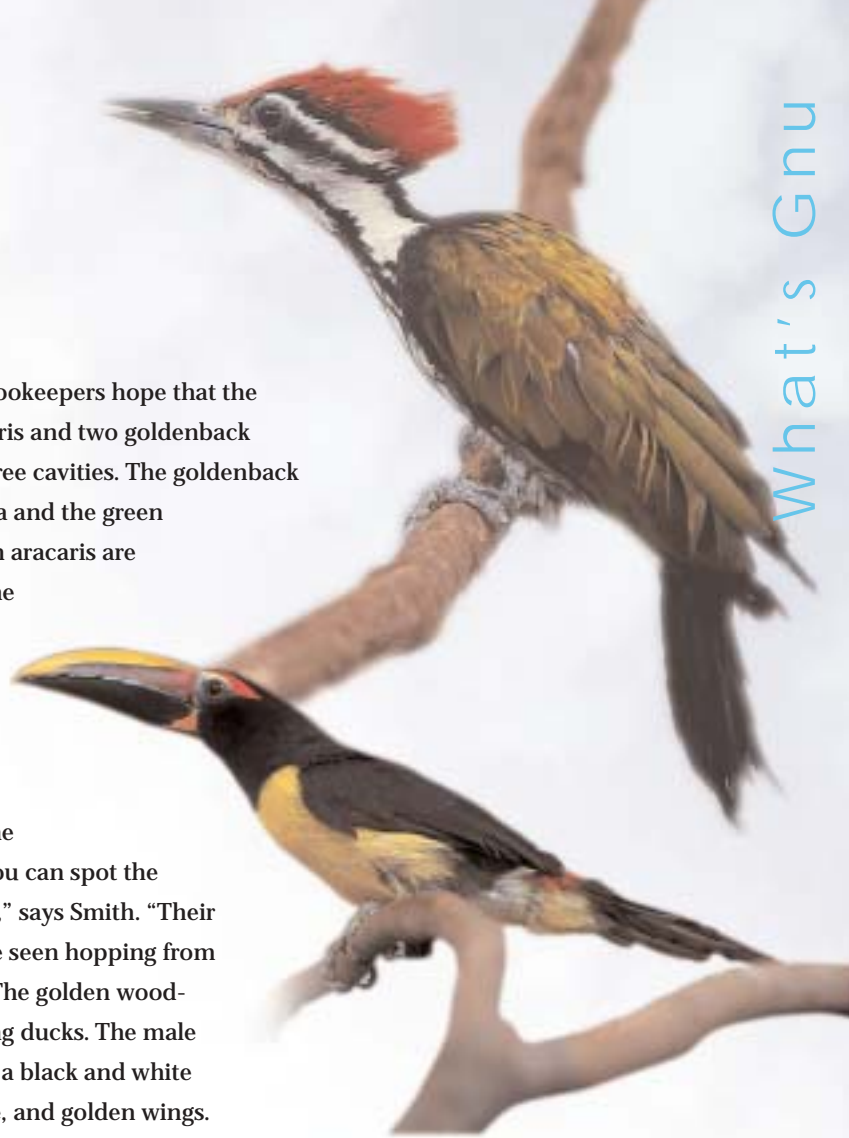 What's Gnu
ookeepers hope that the
ris and two goldenback
ree cavities. The goldenback
a and the green
n aracaris are
ne
ne
ou can spot the
,” says Smith. “Their
e seen hopping from
The golden wood-
ng ducks. The male
a black and white
, and golden wings.